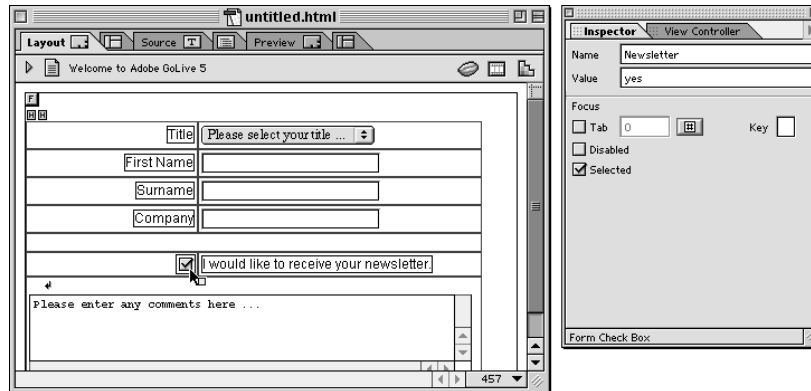 untitled.html
Layout Source T Preview
Welcome to Adobe GoLive 5
F
H H
Title Please select your title ...
First Name
Surname
Company
I would like to receive your newsletter.
Please enter any comments here ...
457
Inspector View Controller
Name Newsletter
Value yes
Focus
Tab 0 # Key
Disabled
Selected
Form Check Box